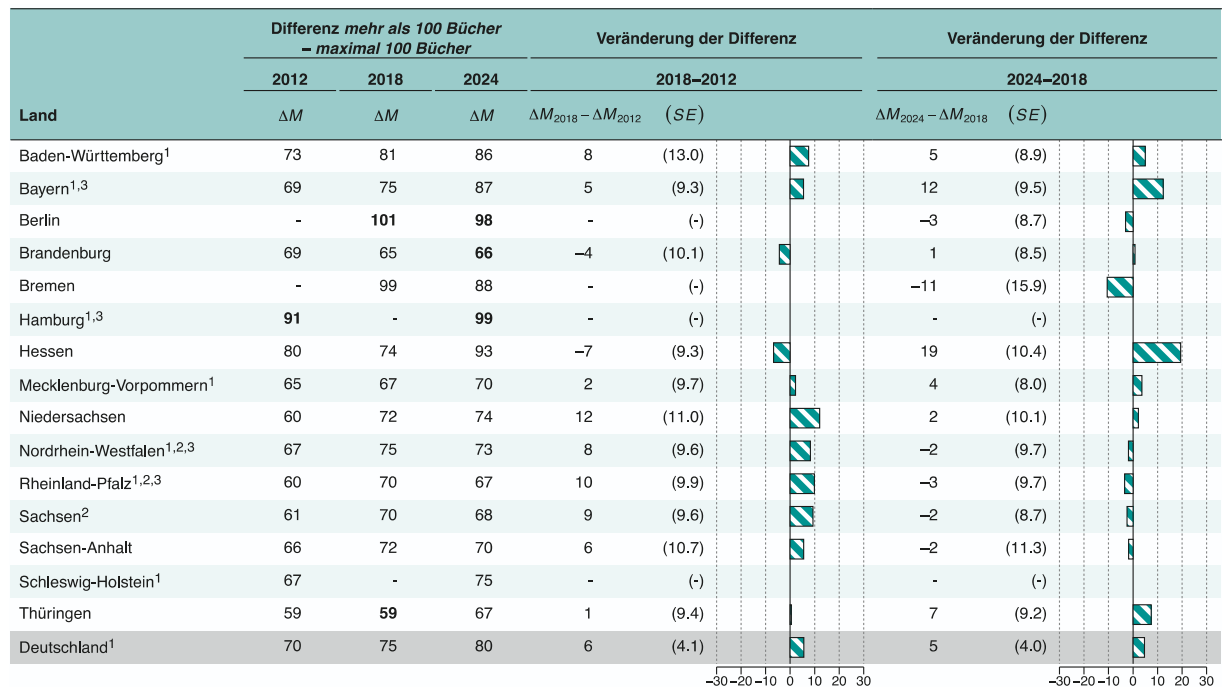 Differenz mehr als 100 Bücher
– maximal 100 Bücher
Veränderung der Differenz
Veränderung der Differenz
2012 2018 2024 2018–2012 2024–2018
Land ΔM ΔM ΔM ΔM2018 – ΔM2012 (SE) ΔM2024 – ΔM2018 (SE)
Baden-Württemberg1 73 81 86 8 (13.0) 5 (8.9)
Bayern1,3 69 75 87 5 (9.3) 12 (9.5)
Berlin - 101 98 - (-) –3 (8.7)
Brandenburg 69 65 66 –4 (10.1) 1 (8.5)
Bremen - 99 88 - (-) –11 (15.9)
Hamburg1,3 91 - 99 - (-) - (-)
Hessen 80 74 93 –7 (9.3) 19 (10.4)
Mecklenburg-Vorpommern1 65 67 70 2 (9.7) 4 (8.0)
Niedersachsen 60 72 74 12 (11.0) 2 (10.1)
Nordrhein-Westfalen1,2,3 67 75 73 8 (9.6) –2 (9.7)
Rheinland-Pfalz1,2,3 60 70 67 10 (9.9) –3 (9.7)
Sachsen2 61 70 68 9 (9.6) –2 (8.7)
Sachsen-Anhalt 66 72 70 6 (10.7) –2 (11.3)
Schleswig-Holstein1 67 - 75 - (-) - (-)
Thüringen 59 59 67 1 (9.4) 7 (9.2)
Deutschland1 70 75 80 6 (4.1) 5 (4.0)
–30 –20 –10 0 10 20 30 –30 –20 –10 0 10 20 30